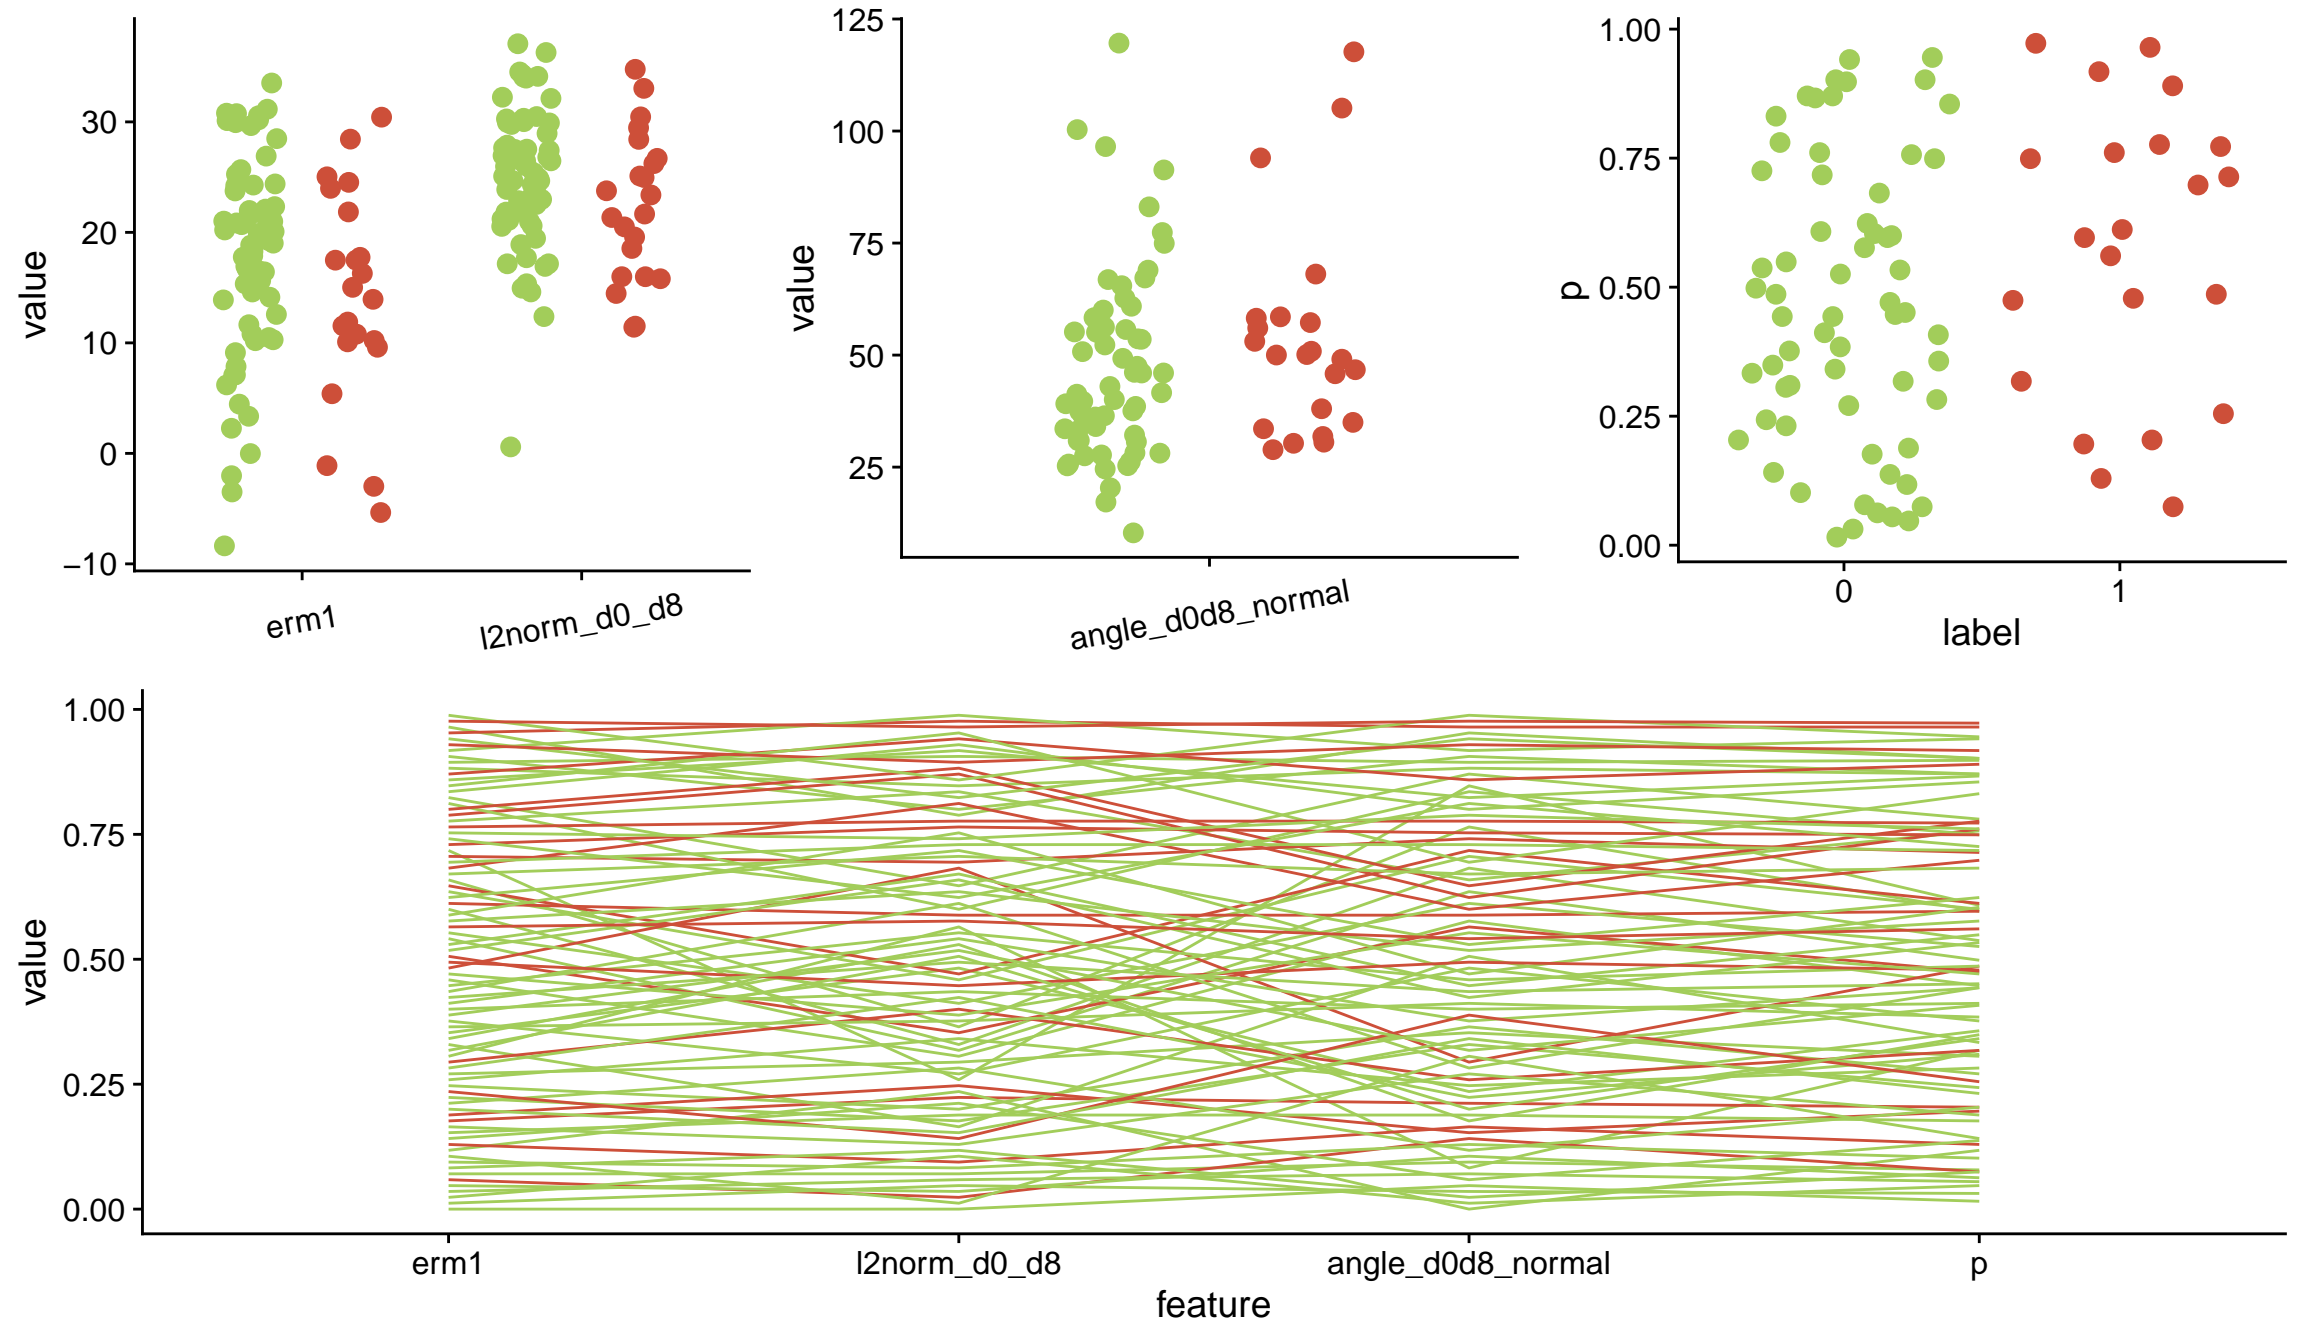 value
30
20
10
0
−10
erm1
l2norm_d0_d8
value
125
100
75
50
25
angle_d0d8_normal
p
1.00
0.75
0.50
0.25
0.00
0
1
label
value
1.00
0.75
0.50
0.25
0.00
erm1
l2norm_d0_d8
angle_d0d8_normal
p
feature